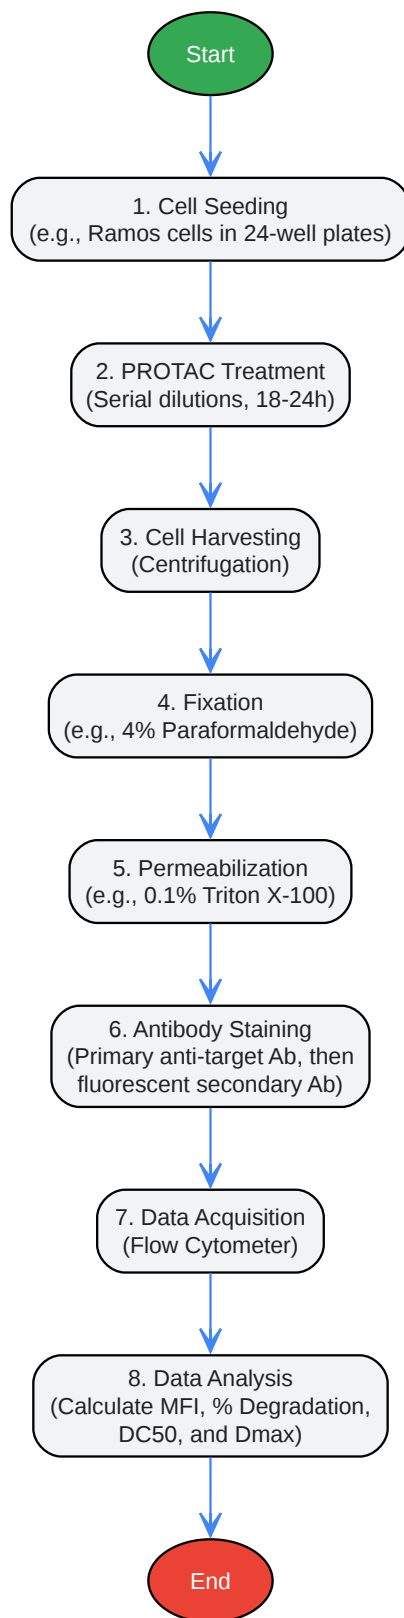 Start
1. Cell Seeding
(e.g., Ramos cells in 24-well plates)
2. PROTAC Treatment
(Serial dilutions, 18-24h)
3. Cell Harvesting
(Centrifugation)
4. Fixation
(e.g., 4% Paraformaldehyde)
5. Permeabilization
(e.g., 0.1% Triton X-100)
6. Antibody Staining
(Primary anti-target Ab, then
fluorescent secondary Ab)
7. Data Acquisition
(Flow Cytometer)
8. Data Analysis
(Calculate MFI, % Degradation,
DC50, and Dmax)
End